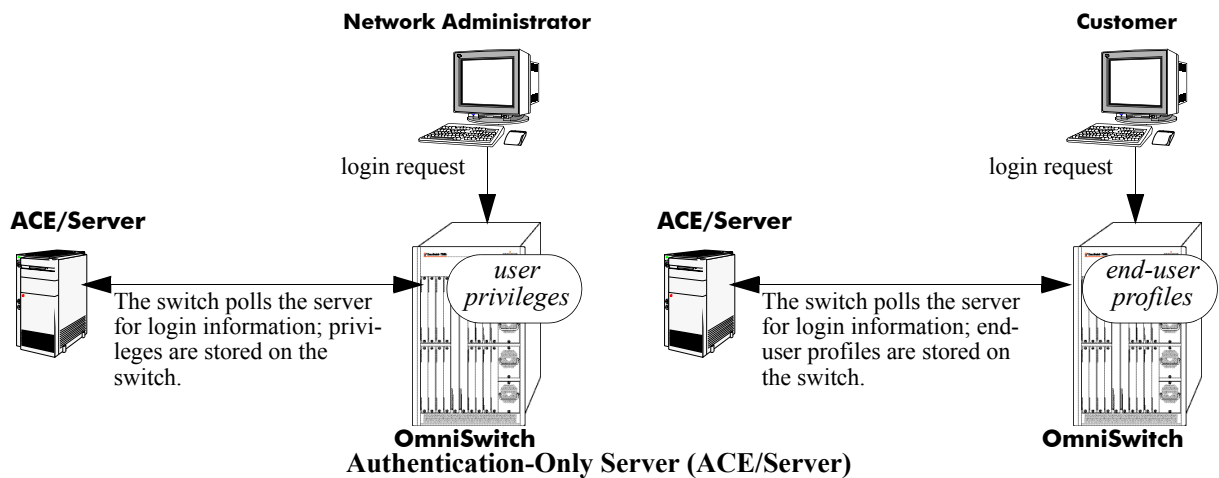 Network Administrator
login request
ACE/Server
user
privileges
The switch polls the server
for login information; privi-
leges are stored on the
switch.
OmniSwitch
Customer
login request
ACE/Server
end-user
profiles
The switch polls the server
for login information; end-
user profiles are stored on
the switch.
OmniSwitch
Authentication-Only Server (ACE/Server)